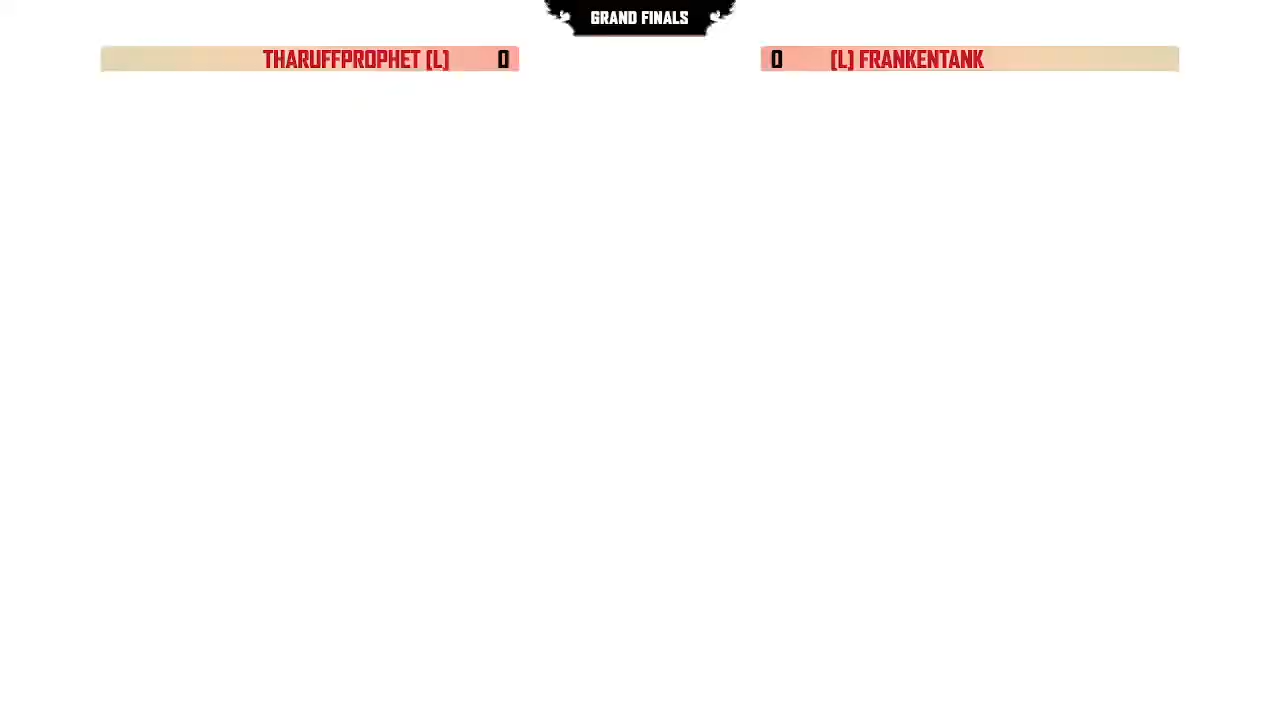 GRAND FINALS
THARUFFPROPHET [L] 0
0 [L] FRANKENTANK